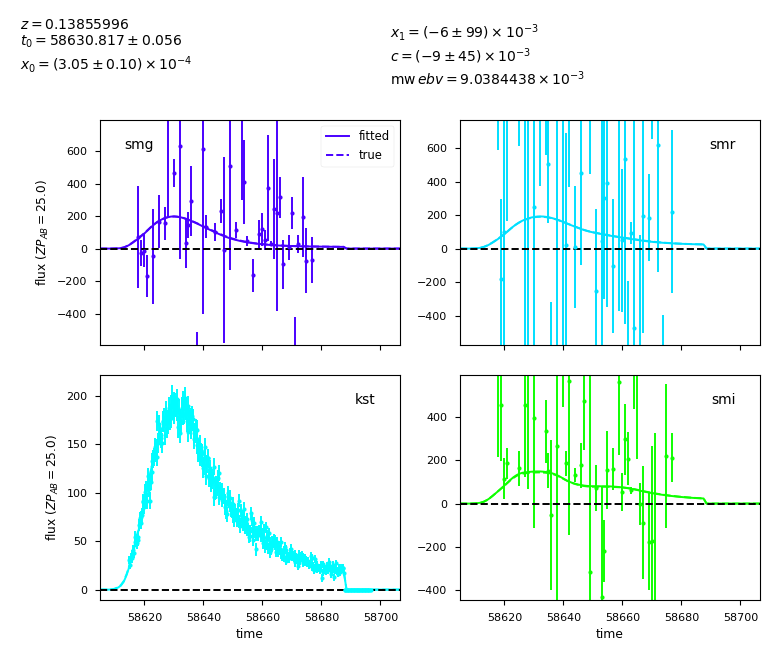 z = 0.13855996
t₀ = 58630.817 ± 0.056
x₀ = (3.05 ± 0.10) × 10⁻⁴
x₁ = (−6 ± 99) × 10⁻³
c = (−9 ± 45) × 10⁻³
mw ebv = 9.0384438 × 10⁻³
smg
fitted
true
flux (ZP_AB = 25.0)
600
400
200
0
−200
−400
smr
600
400
200
0
−200
−400
kst
flux (ZP_AB = 25.0)
200
150
100
50
0
58620 58640 58660 58680 58700
time
smi
400
200
0
−200
−400
58620 58640 58660 58680 58700
time